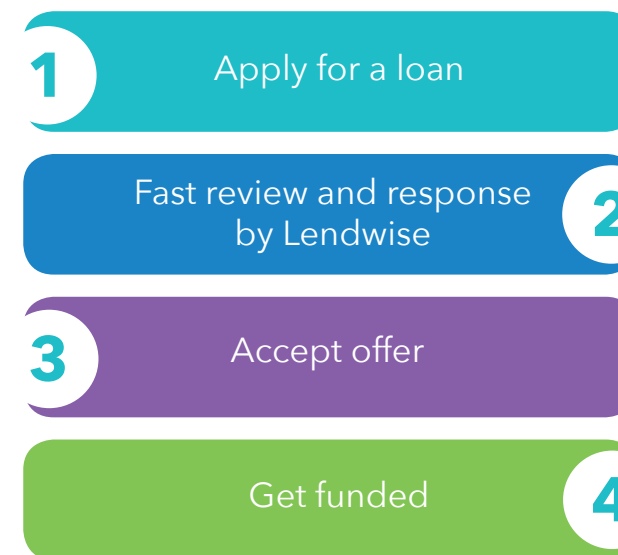 1
Apply for a loan
Fast review and response
by Lendwise
2
3
Accept offer
Get funded
4